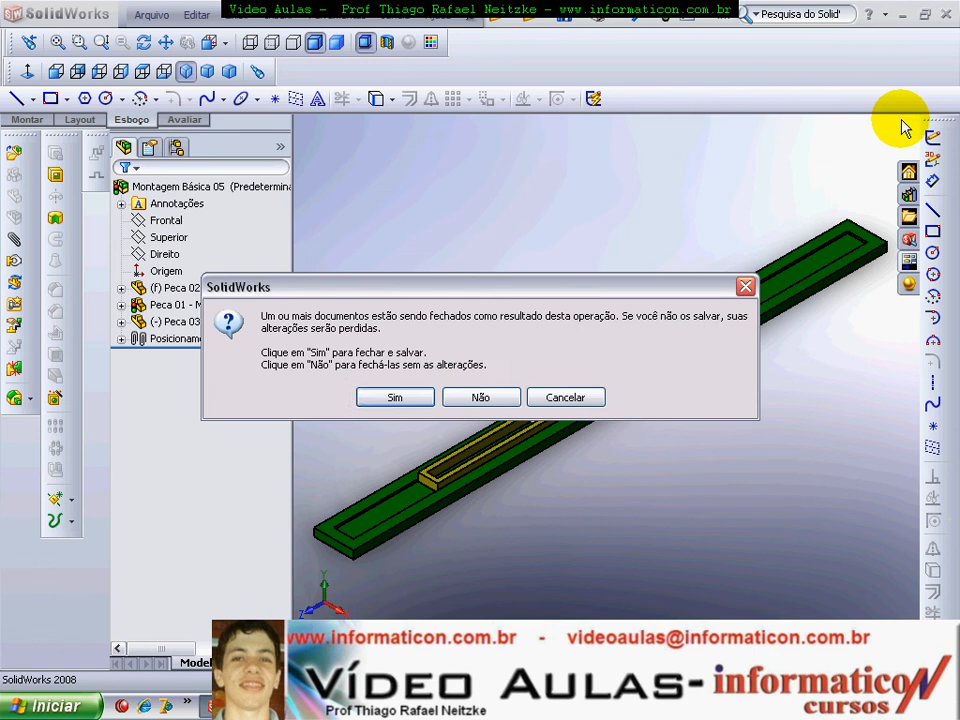 Video Aulas - Prof Thiago Rafael Neitzke - www.informaticon.com.br
SolidWorks
Arquivo
Editar
Pesquisa do Solid'
Montar
Layout
Esboço
Avaliar
Montagem Básica 05 (Predetermina
Annotações
Frontal
Superior
Direito
Origem
(f) Peca 02
Peca 01 - M
(-) Peca 03
Posicionam
SolidWorks
Um ou mais documentos estão sendo fechados como resultado desta operação. Se você não os salvar, suas
alterações serão perdidas.
Clique em "Sim" para fechar e salvar.
Clique em "Não" para fechá-las sem as alterações.
Sim
Não
Cancelar
Y
Z
Model
SolidWorks 2008
Iniciar
www.informaticon.com.br - videoaulas@informaticon.com.br
Vídeo Aulas-informaticon
cursos
Prof Thiago Rafael Neitzke